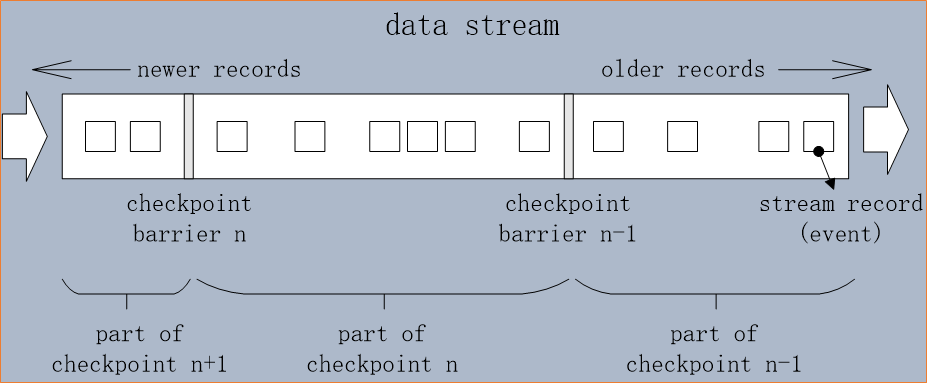 data stream
newer records
older records
checkpoint
barrier n
checkpoint
barrier n-1
stream record
(event)
part of
checkpoint n+1
part of
checkpoint n
part of
checkpoint n-1